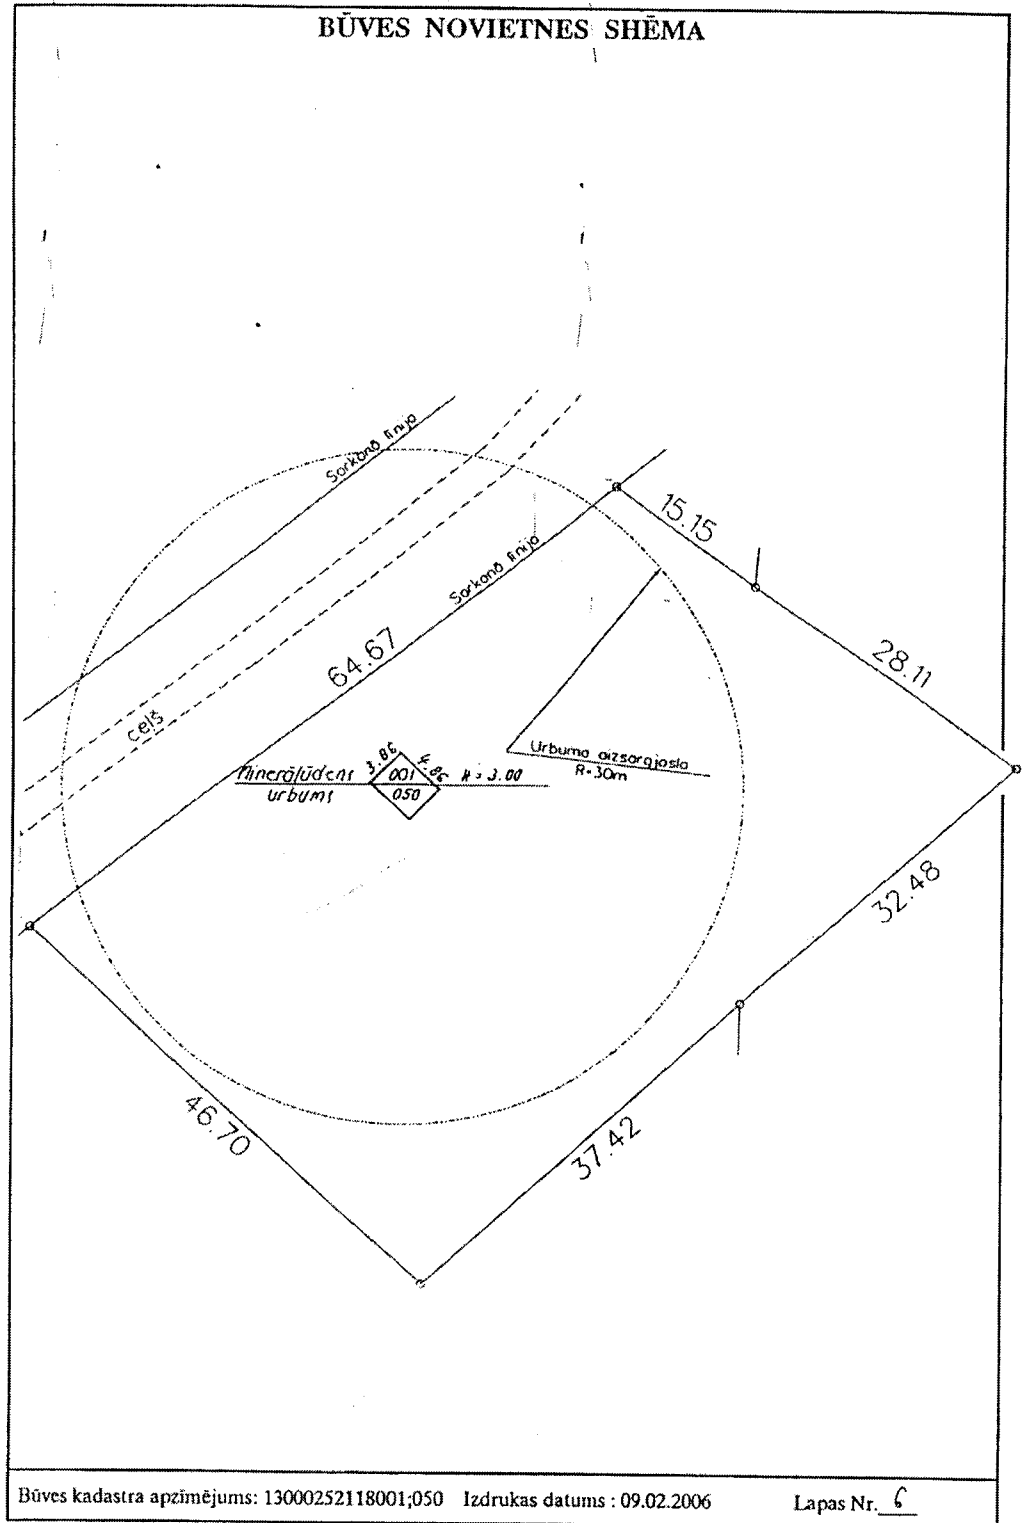 BŪVES NOVIETNES SHĒMA
Sarkanā līnija
15.15
Sarkanā līnija
28.11
64.67
ceļš
Urbuma aizsargjosla
R=30m
3.86
4.86
Minerālūdens
001
H = 3.00
urbums
050
32.48
46.70
37.42
Būves kadastra apzīmējums: 13000252118001;050 Izdrukas datums : 09.02.2006 Lapas Nr. 6